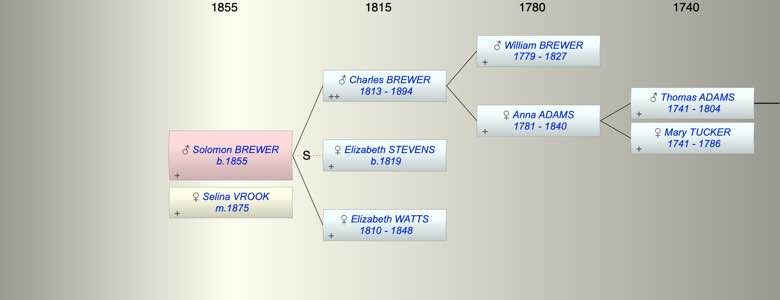 1855 1815 1780 1740
♂ William BREWER
1779 - 1827
+
♂ Charles BREWER
1813 - 1894
++
♂ Thomas ADAMS
1741 - 1804
+
♀ Anna ADAMS
1781 - 1840
+
♀ Mary TUCKER
1741 - 1786
+
♂ Solomon BREWER
b.1855
+
S
♀ Elizabeth STEVENS
b.1819
+
♀ Selina VROOK
m.1875
+
♀ Elizabeth WATTS
1810 - 1848
+